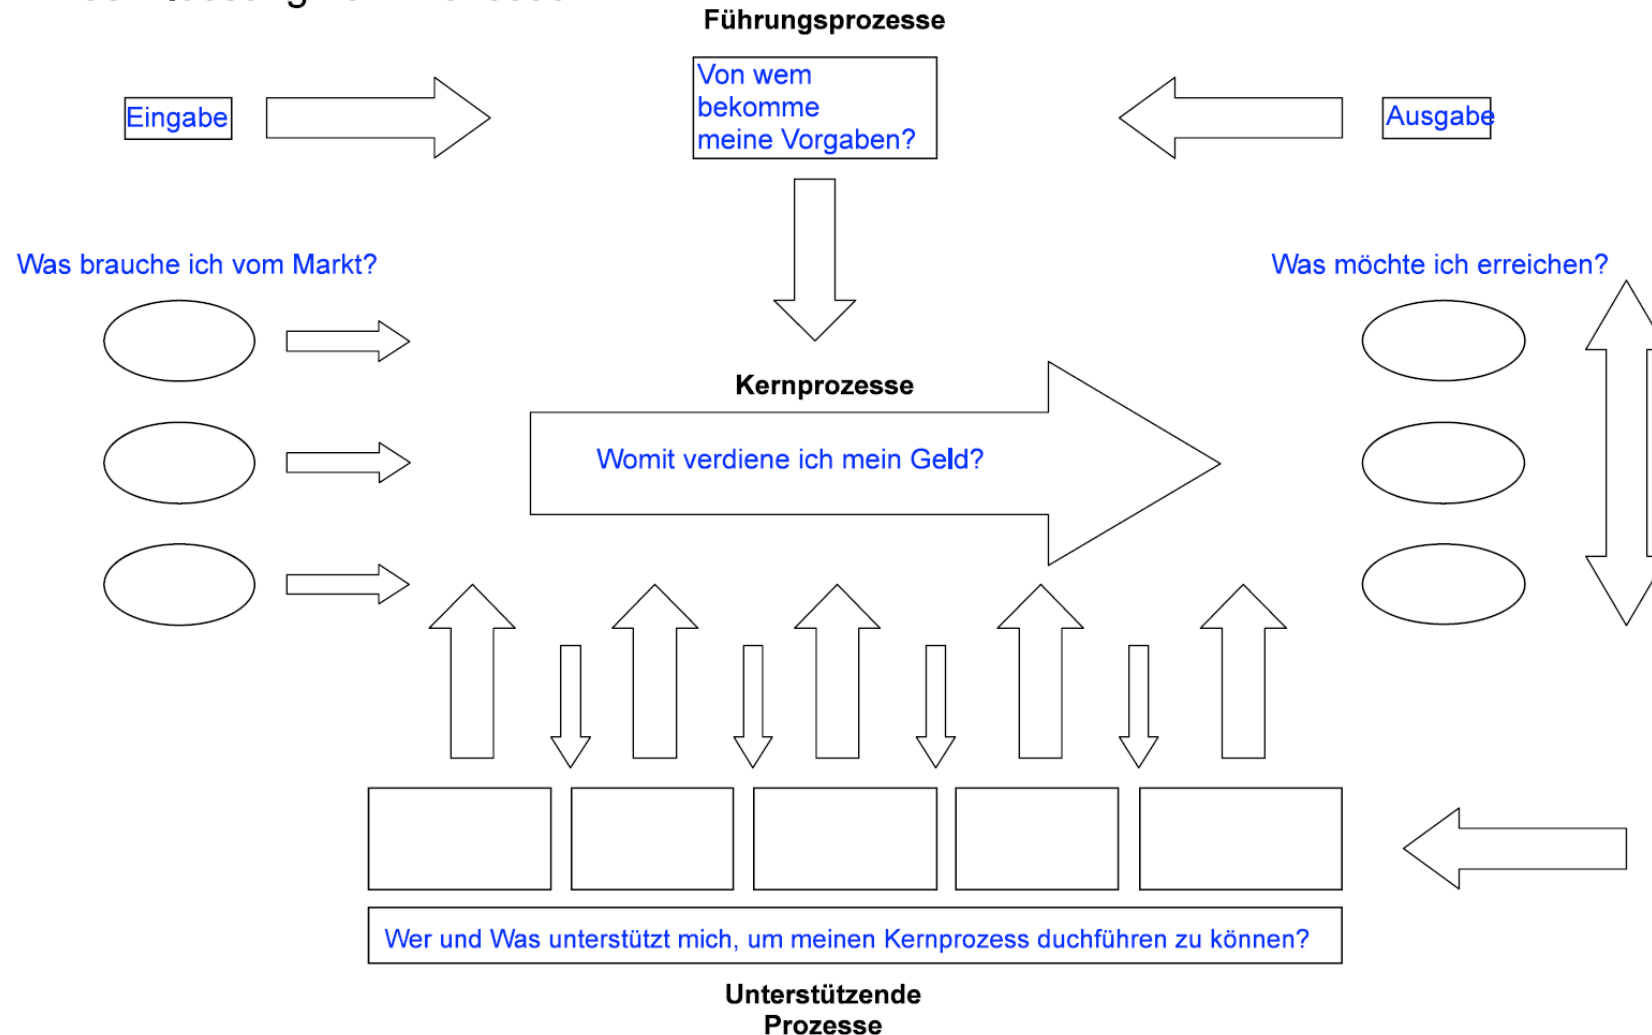 Führungsprozesse
Von wem
bekomme
meine Vorgaben?
Eingabe
Ausgabe
Was brauche ich vom Markt?
Was möchte ich erreichen?
Kernprozesse
Womit verdiene ich mein Geld?
Wer und Was unterstützt mich, um meinen Kernprozess duchführen zu können?
Unterstützende
Prozesse